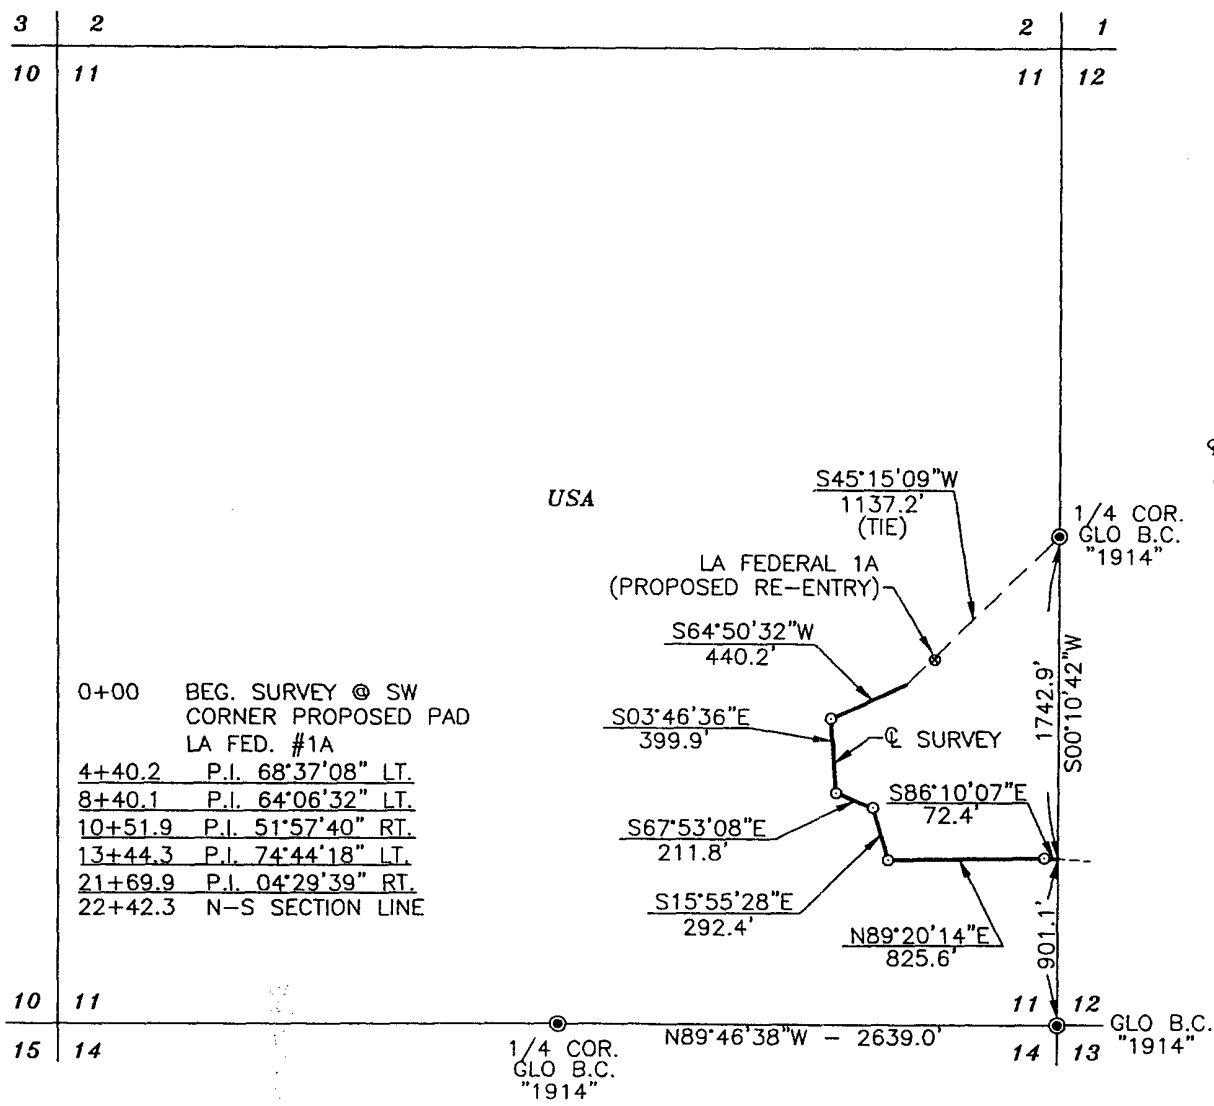 3 2
2 1
10 11
11 12
USA
S45°15'09"W
1137.2'
(TIE)
1/4 COR.
GLO B.C.
"1914"
LA FEDERAL 1A
(PROPOSED RE-ENTRY)
S64°50'32"W
440.2'
1742.9'
S00°10'42"W
0+00 BEG. SURVEY @ SW
CORNER PROPOSED PAD
LA FED. #1A
4+40.2 P.I. 68°37'08" LT.
8+40.1 P.I. 64°06'32" LT.
10+51.9 P.I. 51°57'40" RT.
13+44.3 P.I. 74°44'18" LT.
21+69.9 P.I. 04°29'39" RT.
22+42.3 N-S SECTION LINE
S03°46'36"E
399.9'
℄ SURVEY
S86°10'07"E
72.4'
S67°53'08"E
211.8'
S15°55'28"E
292.4'
N89°20'14"E
825.6'
901.1'
10 11
11 12
15 14
14 13
1/4 COR.
GLO B.C.
"1914"
N89°46'38"W - 2639.0'
GLO B.C.
"1914"